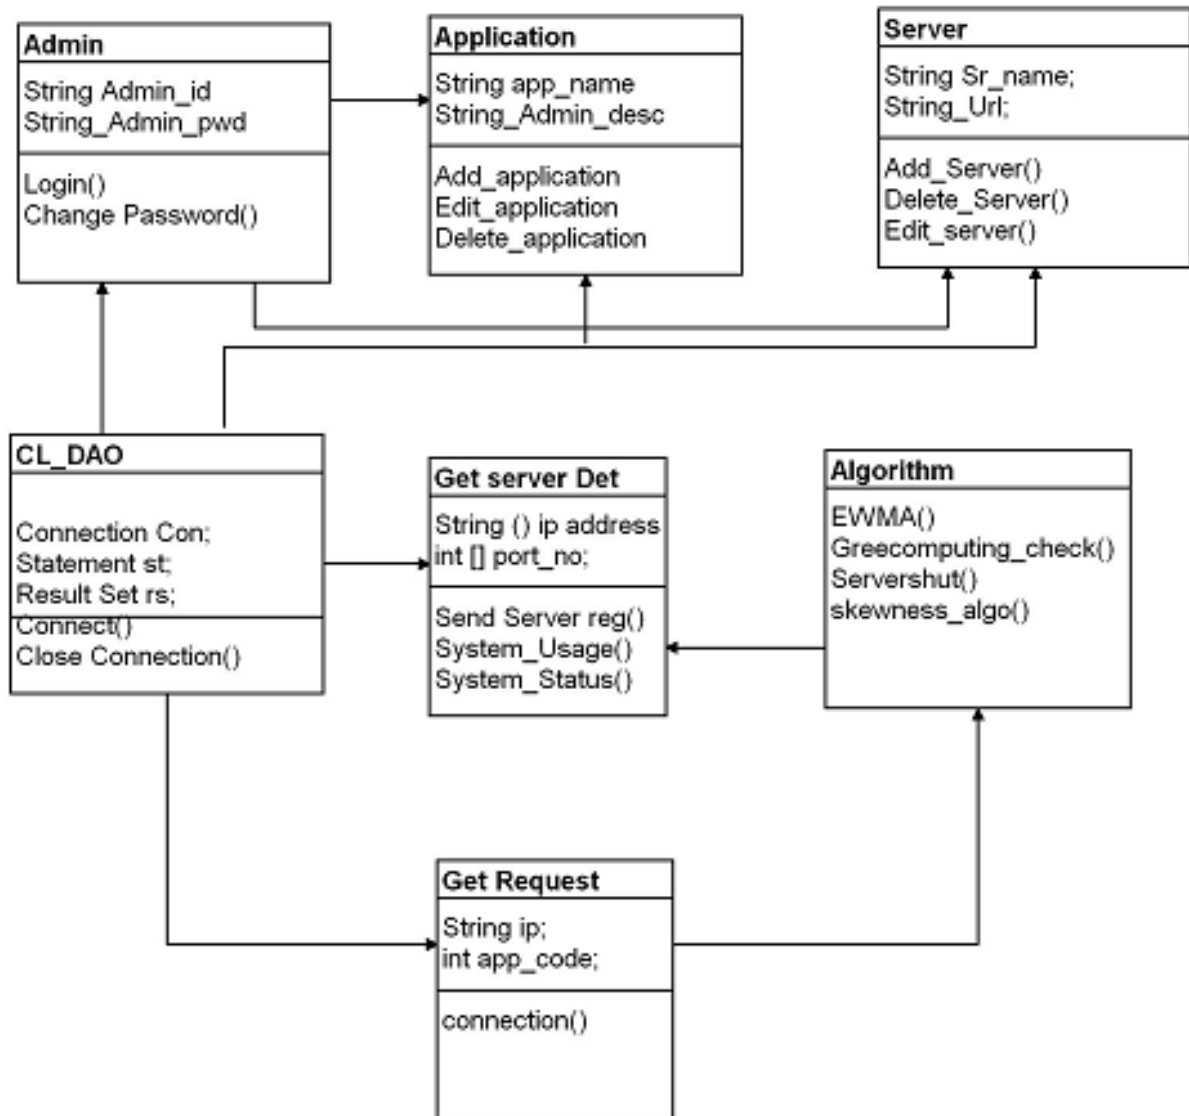 Admin
String Admin_id
String_Admin_pwd
Login()
Change Password()
Application
String app_name
String_Admin_desc
Add_application
Edit_application
Delete_application
Server
String Sr_name;
String_Url;
Add_Server()
Delete_Server()
Edit_server()
CL_DAO
Connection Con;
Statement st;
Result Set rs;
Connect()
Close Connection()
Get server Det
String () ip address
int [] port_no;
Send Server reg()
System_Usage()
System_Status()
Algorithm
EWMA()
Greecomputing_check()
Servershut()
skewness_algo()
Get Request
String ip;
int app_code;
connection()